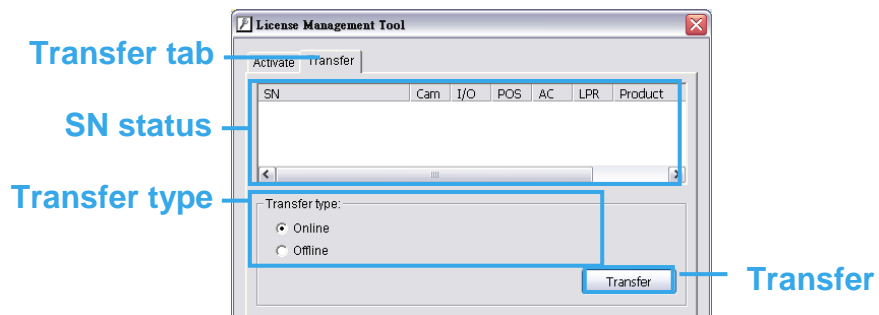 License Management Tool
Transfer tab
Activate Transfer
SN Cam I/O POS AC LPR Product
SN status
Transfer type
Transfer type:
Online
Offline
Transfer
Transfer